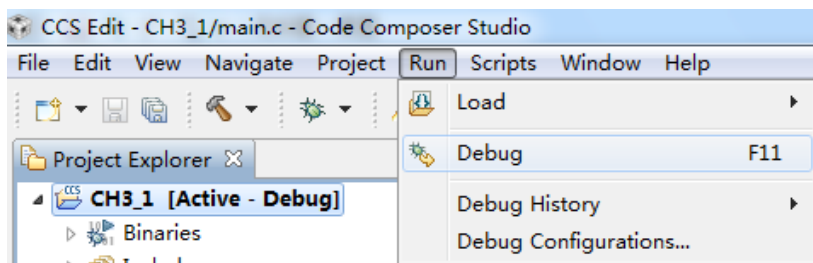 CCS Edit - CH3_1/main.c - Code Composer Studio
File Edit View Navigate Project Run Scripts Window Help
Load
Project Explorer
Debug F11
CH3_1 [Active - Debug]
Debug History
Binaries
Debug Configurations...